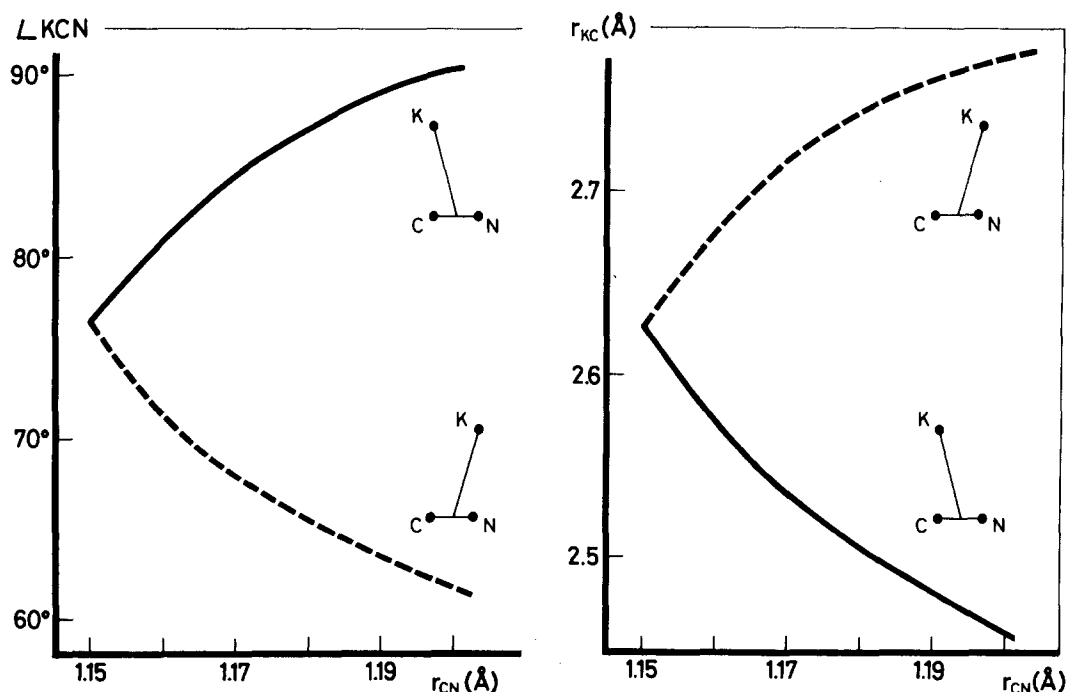 ∠KCN
90°
80°
70°
60°
K
C
N
K
C
N
1.15
1.17
1.19
r_CN(Å)
r_KC(Å)
2.7
2.6
2.5
K
C
N
K
C
N
1.15
1.17
1.19
r_CN(Å)